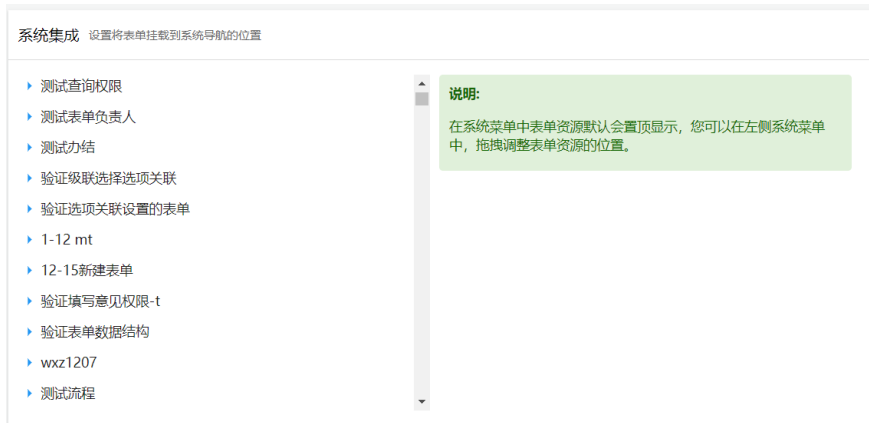 系统集成 设置将表单挂载到系统导航的位置
测试查询权限
测试表单负责人
测试办结
验证级联选择选项关联
验证选项关联设置的表单
1-12 mt
12-15新建表单
验证填写意见权限-t
验证表单数据结构
wxz1207
测试流程
说明:
在系统菜单中表单资源默认会置顶显示，您可以在左侧系统菜单
中，拖拽调整表单资源的位置。